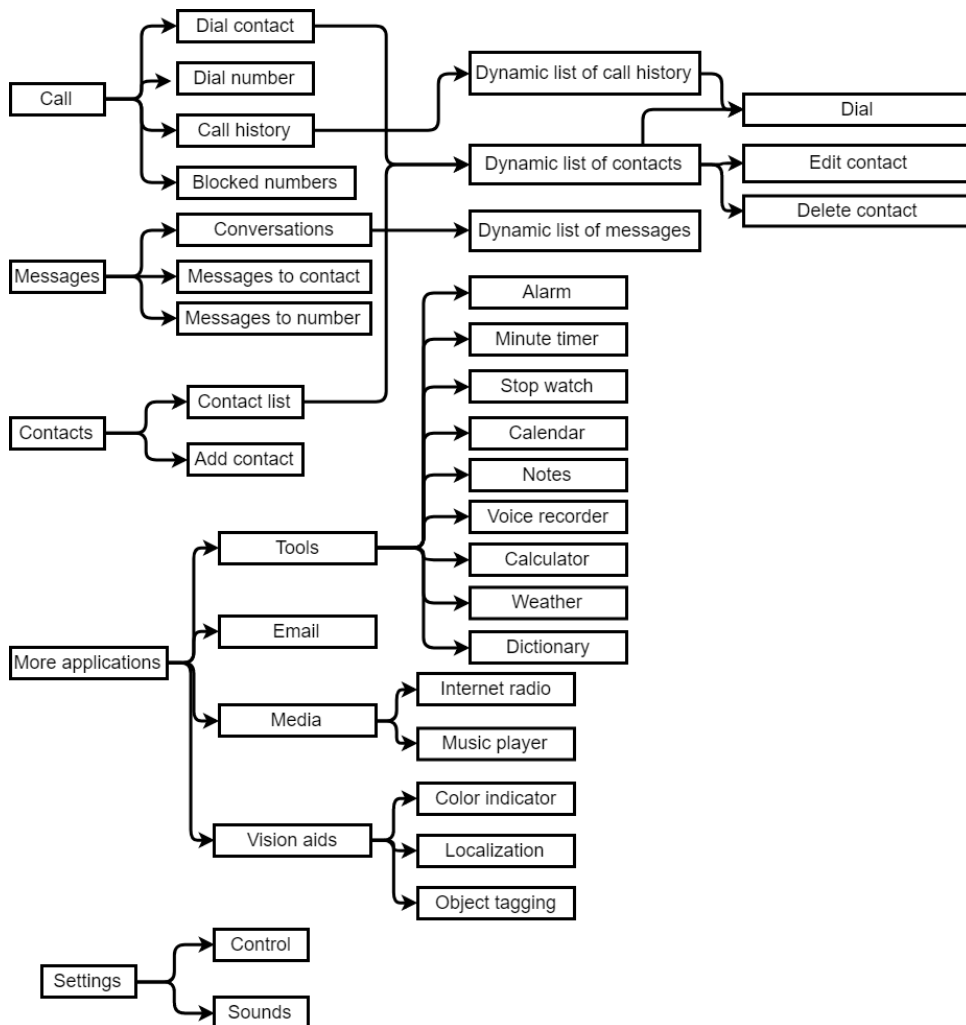 Dial contact
Dial number
Call
Call history
Blocked numbers
Dynamic list of call history
Dial
Dynamic list of contacts
Edit contact
Delete contact
Conversations
Dynamic list of messages
Messages
Messages to contact
Messages to number
Contact list
Contacts
Add contact
Alarm
Minute timer
Stop watch
Calendar
Notes
Voice recorder
Calculator
Weather
Dictionary
Tools
Email
More applications
Media
Internet radio
Music player
Vision aids
Color indicator
Localization
Object tagging
Control
Settings
Sounds